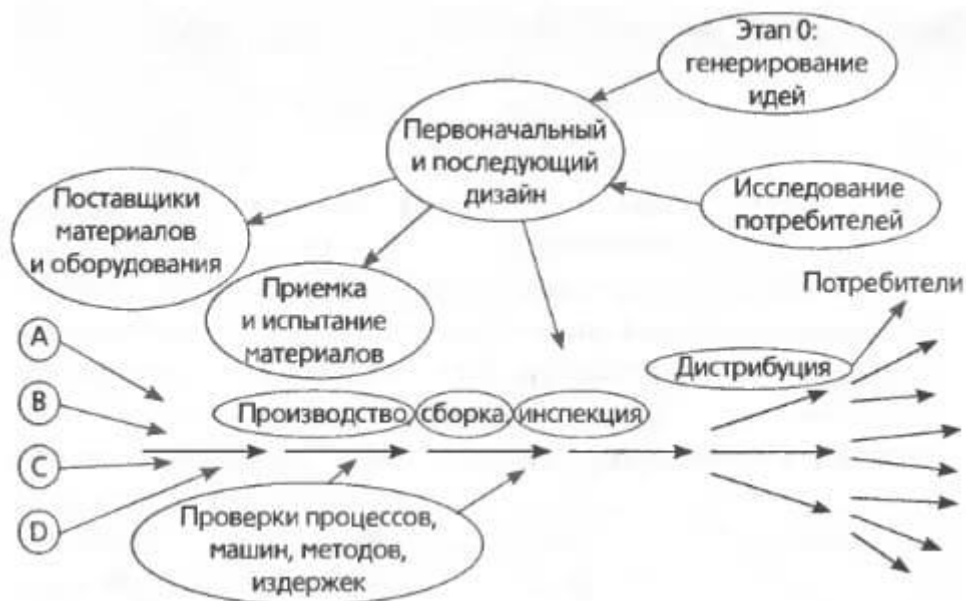 Этап 0:
генерирование
идей
Первоначальный
и последующий
дизайн
Поставщики
материалов
и оборудования
Исследование
потребителей
Приемка
и испытание
материалов
Потребители
A
B
C
D
Дистрибуция
Производство, сборка, инспекция
Проверки процессов,
машин, методов,
издержек